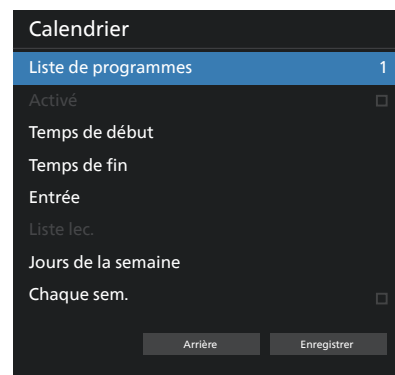 Calendrier
Liste de programmes 1
Activé
Temps de début
Temps de fin
Entrée
Liste lec.
Jours de la semaine
Chaque sem.
Arrière Enregistrer